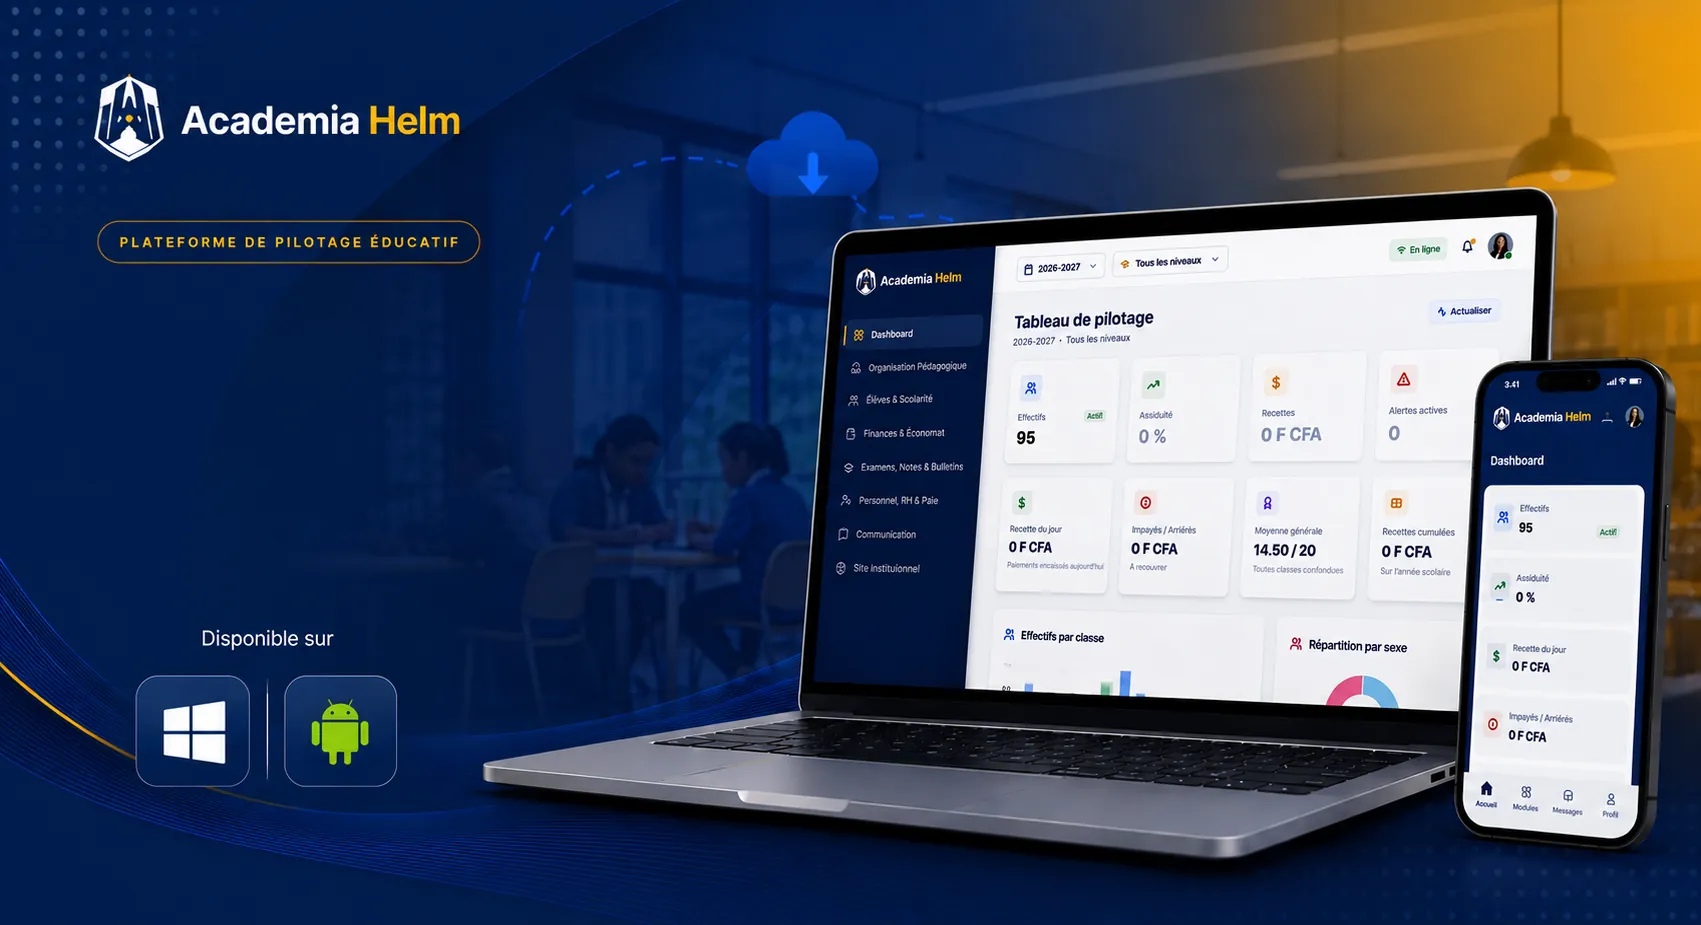 Academia Helm
PLATEFORME DE PILOTAGE ÉDUCATIF
Disponible sur
Academia Helm
Dashboard
Organisation Pédagogique
Élèves & Scolarité
Finances & Économat
Examens, Notes & Bulletins
Personnel, RH & Paie
Communication
Site Instituionnel
2026-2027
Tous les niveaux
En ligne
Tableau de pilotage
2026-2027 • Tous les niveaux
Actualiser
Effectifs
Actif
95
Assiduité
0 %
Recettes
0 F CFA
Alertes actives
0
Recette du jour
0 F CFA
Paiements encaissés aujourd'hui
Impayés / Arriérés
0 F CFA
À recouvrer
Moyenne générale
14.50 / 20
Toutes classes confondues
Recettes cumulées
0 F CFA
Sur l'année scolaire
Effectifs par classe
Répartition par sexe
3.41
Academia Helm
Dashboard
Effectifs
95
Actif
Assiduité
0 %
Recette du jour
0 F CFA
Impayés / Arriérés
0 F CFA
Accueil
Modules
Messages
Profil